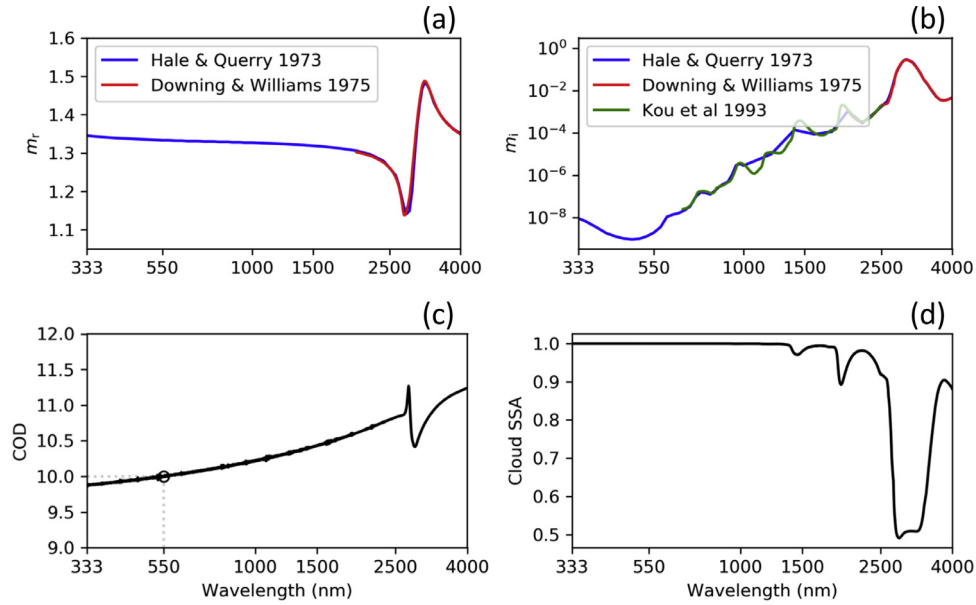 (a)
1.6
1.5
1.4
1.3
1.2
1.1
mr
Hale & Querry 1973
Downing & Williams 1975
333 550 1000 1500 2500 4000
(b)
10^0
10^−2
10^−4
10^−6
10^−8
mi
Hale & Querry 1973
Downing & Williams 1975
Kou et al 1993
333 550 1000 1500 2500 4000
(c)
12.0
11.5
11.0
10.5
10.0
9.5
9.0
COD
333 550 1000 1500 2500 4000
Wavelength (nm)
(d)
1.0
0.9
0.8
0.7
0.6
0.5
Cloud SSA
333 550 1000 1500 2500 4000
Wavelength (nm)